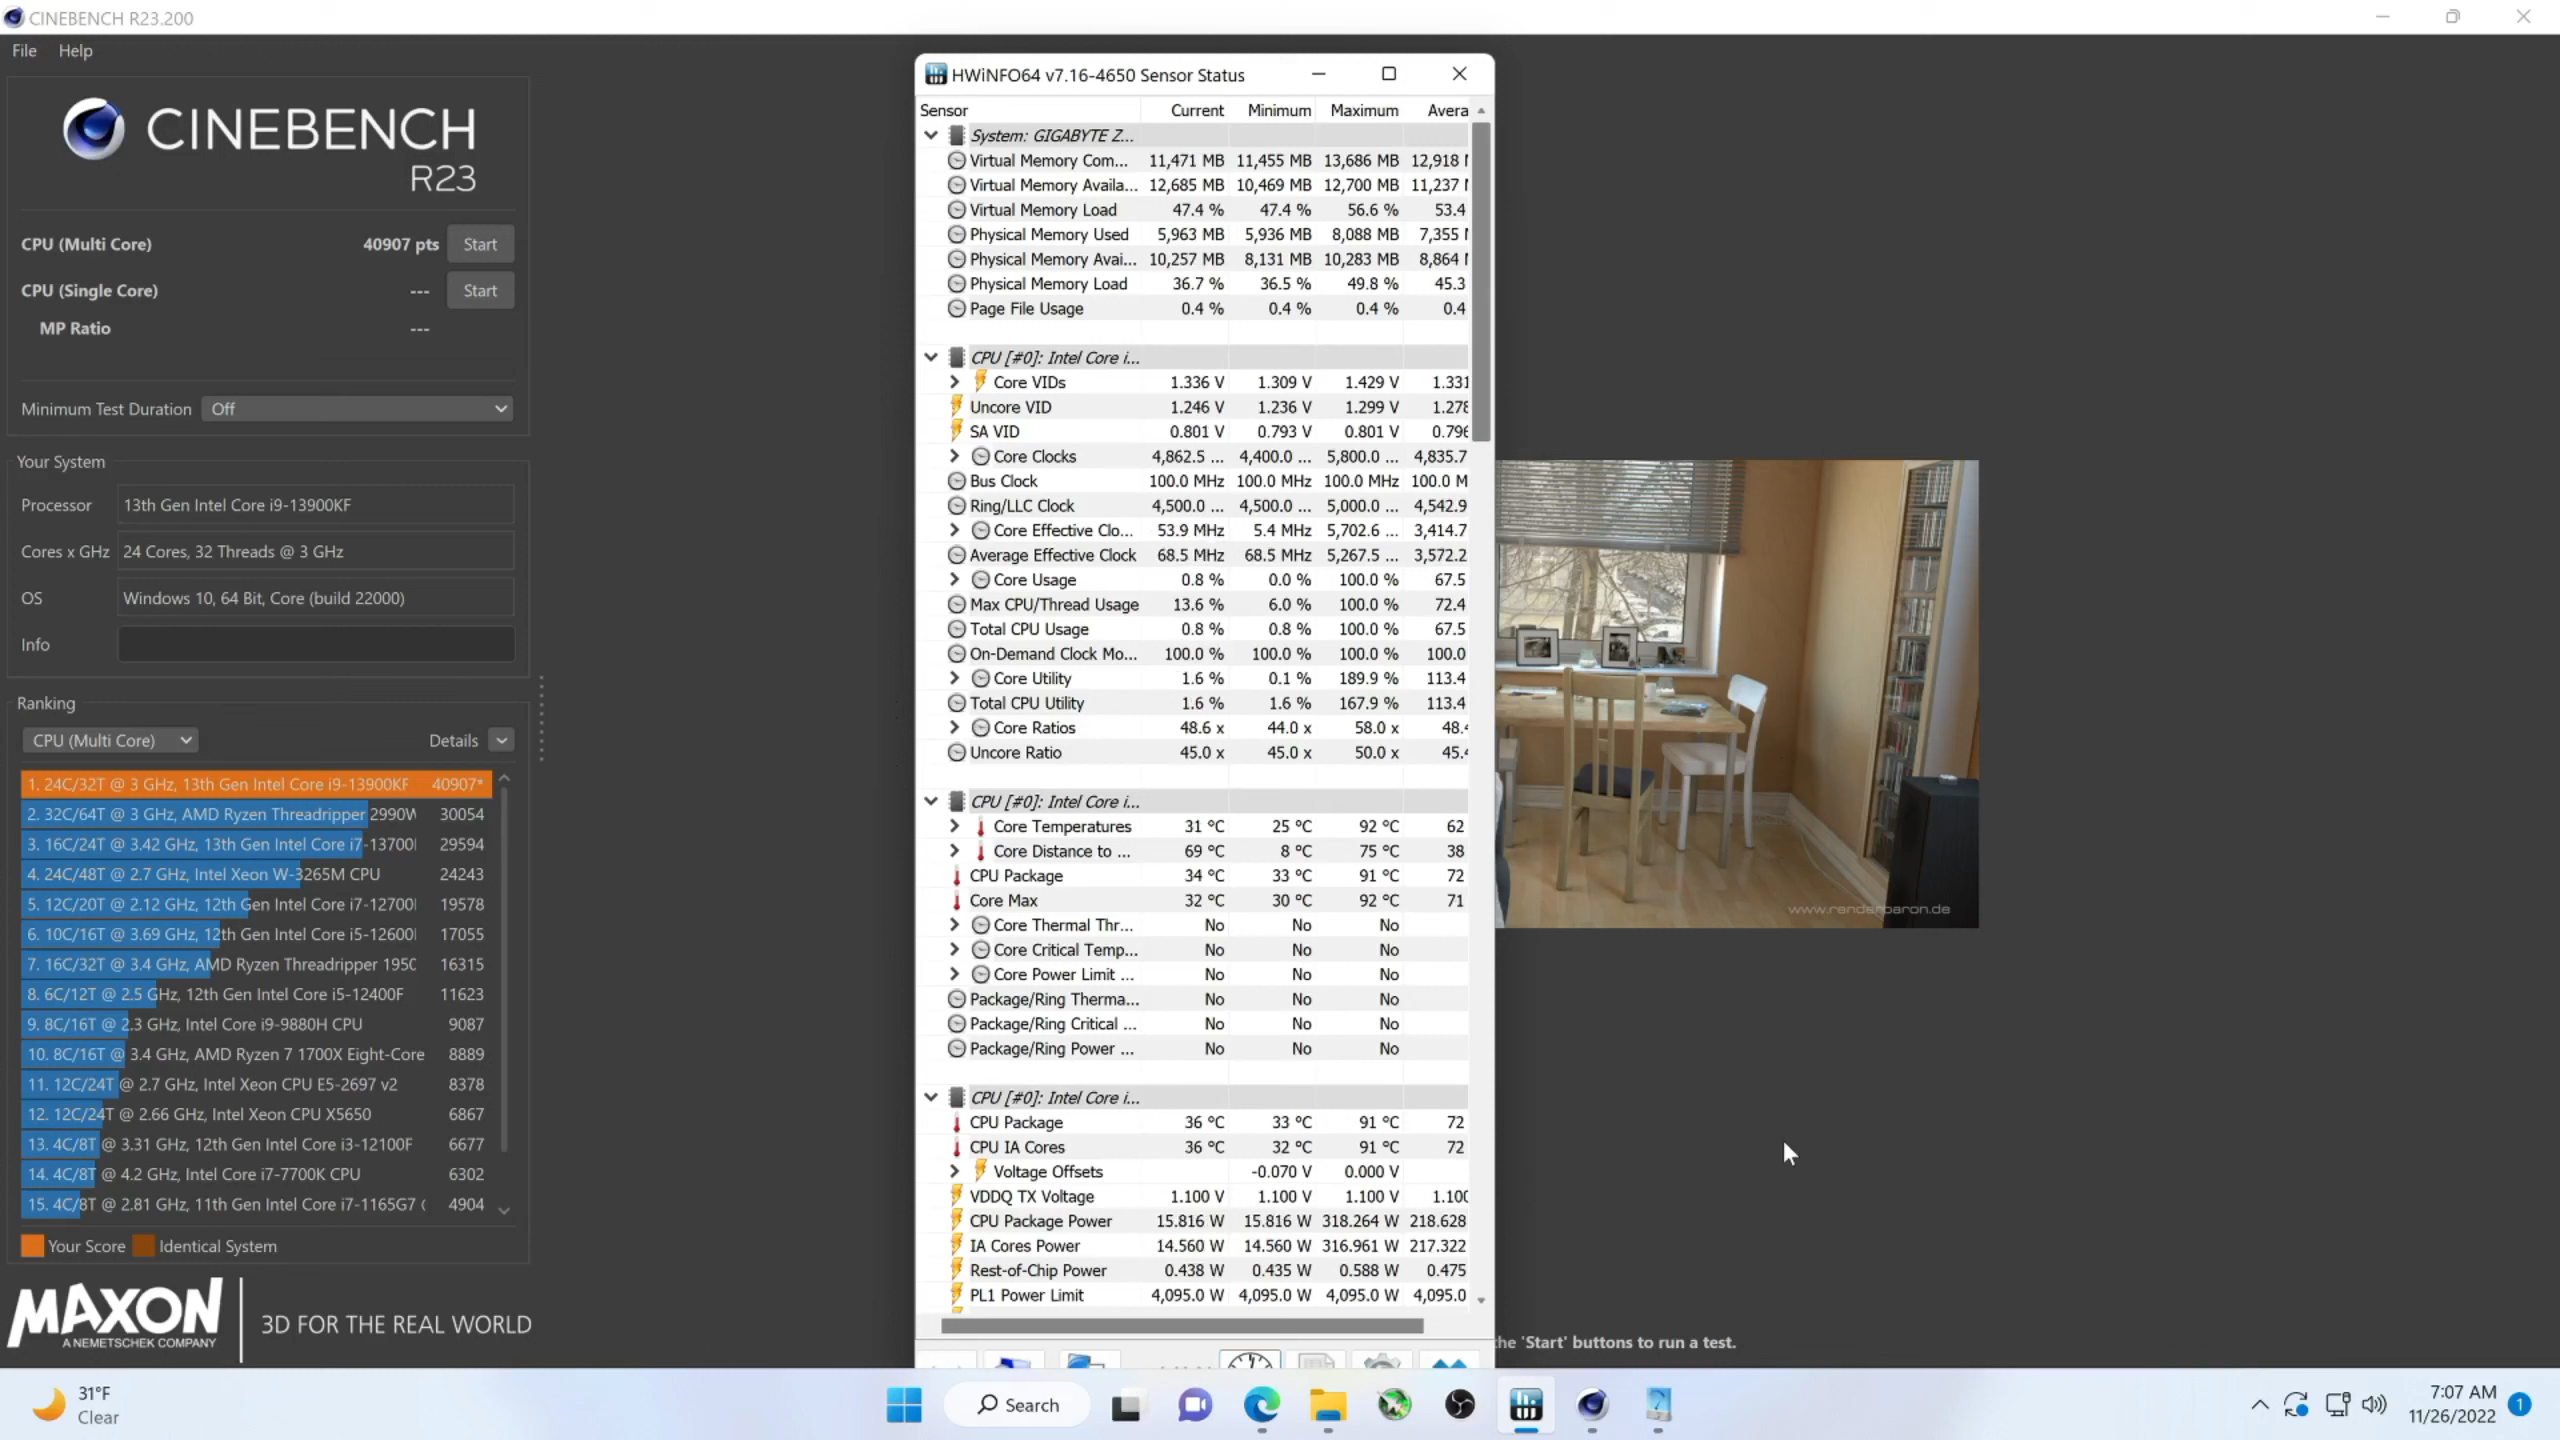 CINEBENCH R23.200
File Help
CINEBENCH
R23
CPU (Multi Core) 40907 pts Start
CPU (Single Core) --- Start
MP Ratio ---
Minimum Test Duration Off
Your System
Processor 13th Gen Intel Core i9-13900KF
Cores x GHz 24 Cores, 32 Threads @ 3 GHz
OS Windows 10, 64 Bit, Core (build 22000)
Info
Ranking
CPU (Multi Core) Details
1. 24C/32T @ 3 GHz, 13th Gen Intel Core i9-13900KF 40907*
2. 32C/64T @ 3 GHz, AMD Ryzen Threadripper 2990W 30054
3. 16C/24T @ 3.42 GHz, 13th Gen Intel Core i7-13700 29594
4. 24C/48T @ 2.7 GHz, Intel Xeon W-3265M CPU 24243
5. 12C/20T @ 2.12 GHz, 12th Gen Intel Core i7-12700 19578
6. 10C/16T @ 3.69 GHz, 12th Gen Intel Core i5-12600 17055
7. 16C/32T @ 3.4 GHz, AMD Ryzen Threadripper 1950 16315
8. 6C/12T @ 2.5 GHz, 12th Gen Intel Core i5-12400F 11623
9. 8C/16T @ 2.3 GHz, Intel Core i9-9880H CPU 9087
10. 8C/16T @ 3.4 GHz, AMD Ryzen 7 1700X Eight-Core 8889
11. 12C/24T @ 2.7 GHz, Intel Xeon CPU E5-2697 v2 8378
12. 12C/24T @ 2.66 GHz, Intel Xeon CPU X5650 6867
13. 4C/8T @ 3.31 GHz, 12th Gen Intel Core i3-12100F 6677
14. 4C/8T @ 4.2 GHz, Intel Core i7-7700K CPU 6302
15. 4C/8T @ 2.81 GHz, 11th Gen Intel Core i7-1165G7 ( 4904
Your Score Identical System
MAXON
A NEMETSCHEK COMPANY
3D FOR THE REAL WORLD
HWiNFO64 v7.16-4650 Sensor Status
Sensor Current Minimum Maximum Avera
System: GIGABYTE Z...
Virtual Memory Com... 11,471 MB 11,455 MB 13,686 MB 12,918
Virtual Memory Availa... 12,685 MB 10,469 MB 12,700 MB 11,237
Virtual Memory Load 47.4 % 47.4 % 56.6 % 53.4
Physical Memory Used 5,963 MB 5,936 MB 8,088 MB 7,355
Physical Memory Avai... 10,257 MB 8,131 MB 10,283 MB 8,864
Physical Memory Load 36.7 % 36.5 % 49.8 % 45.3
Page File Usage 0.4 % 0.4 % 0.4 % 0.4
CPU [#0]: Intel Core i...
Core VIDs 1.336 V 1.309 V 1.429 V 1.331
Uncore VID 1.246 V 1.236 V 1.299 V 1.278
SA VID 0.801 V 0.793 V 0.801 V 0.796
Core Clocks 4,862.5 ... 4,400.0 ... 5,800.0 ... 4,835.7
Bus Clock 100.0 MHz 100.0 MHz 100.0 MHz 100.0 M
Ring/LLC Clock 4,500.0 ... 4,500.0 ... 5,000.0 ... 4,542.9
Core Effective Clo... 53.9 MHz 5.4 MHz 5,702.6 ... 3,414.7
Average Effective Clock 68.5 MHz 68.5 MHz 5,267.5 ... 3,572.2
Core Usage 0.8 % 0.0 % 100.0 % 67.5
Max CPU/Thread Usage 13.6 % 6.0 % 100.0 % 72.4
Total CPU Usage 0.8 % 0.8 % 100.0 % 67.5
On-Demand Clock Mo... 100.0 % 100.0 % 100.0 % 100.0
Core Utility 1.6 % 0.1 % 189.9 % 113.4
Total CPU Utility 1.6 % 1.6 % 167.9 % 113.4
Core Ratios 48.6 x 44.0 x 58.0 x 48.4
Uncore Ratio 45.0 x 45.0 x 50.0 x 45.4
CPU [#0]: Intel Core i...
Core Temperatures 31 °C 25 °C 92 °C 62
Core Distance to ... 69 °C 8 °C 75 °C 38
CPU Package 34 °C 33 °C 91 °C 72
Core Max 32 °C 30 °C 92 °C 71
Core Thermal Thr... No No No
Core Critical Temp... No No No
Core Power Limit ... No No No
Package/Ring Therma... No No No
Package/Ring Critical ... No No No
Package/Ring Power ... No No No
CPU [#0]: Intel Core i...
CPU Package 36 °C 33 °C 91 °C 72
CPU IA Cores 36 °C 32 °C 91 °C 72
Voltage Offsets -0.070 V 0.000 V
VDDQ TX Voltage 1.100 V 1.100 V 1.100 V 1.100
CPU Package Power 15.816 W 15.816 W 318.264 W 218.628
IA Cores Power 14.560 W 14.560 W 316.961 W 217.322
Rest-of-Chip Power 0.438 W 0.435 W 0.588 W 0.475
PL1 Power Limit 4,095.0 W 4,095.0 W 4,095.0 W 4,095.0
www.renderbaron.de
the 'Start' buttons to run a test.
31°F
Clear
Search
7:07 AM
11/26/2022
1